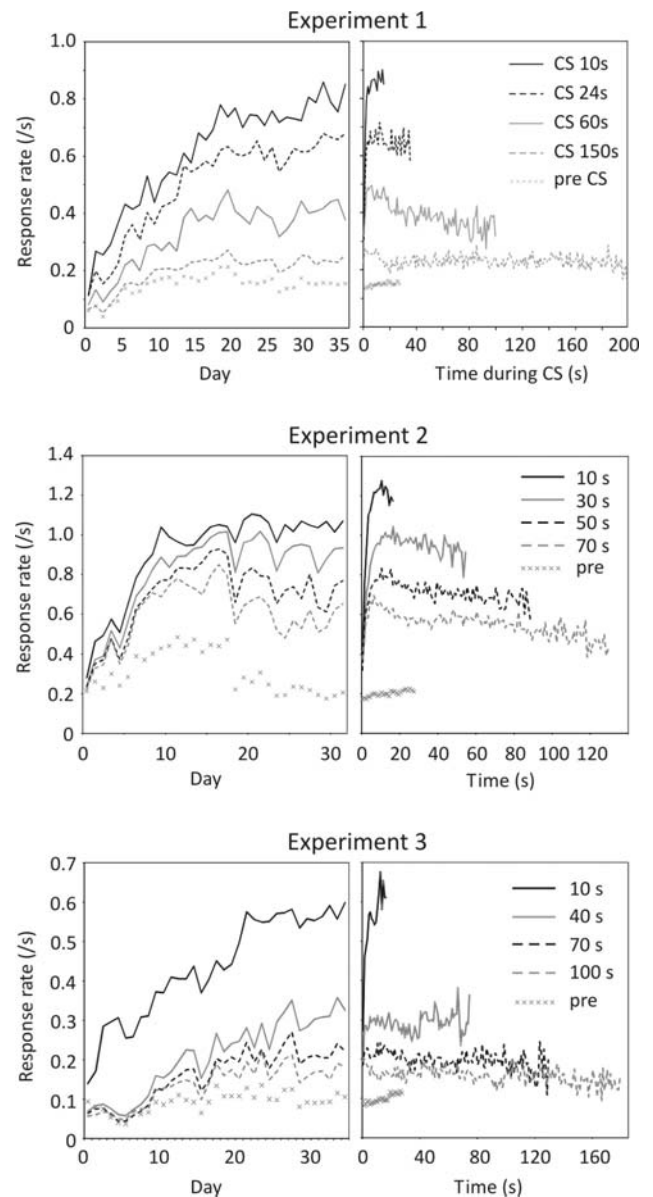 Experiment 1
1.0
0.8
0.6
0.4
0.2
0
Response rate (/s)
0 5 10 15 20 25 30 35
Day
CS 10s
CS 24s
CS 60s
CS 150s
pre CS
0 40 80 120 160 200
Time during CS (s)
Experiment 2
1.4
1.2
1.0
0.8
0.6
0.4
0.2
0
Response rate (/s)
0 10 20 30
Day
10 s
30 s
50 s
70 s
pre
0 20 40 60 80 100 120
Time (s)
Experiment 3
0.7
0.6
0.5
0.4
0.3
0.2
0.1
0
Response rate (/s)
0 10 20 30
Day
10 s
40 s
70 s
100 s
pre
0 40 80 120 160
Time (s)